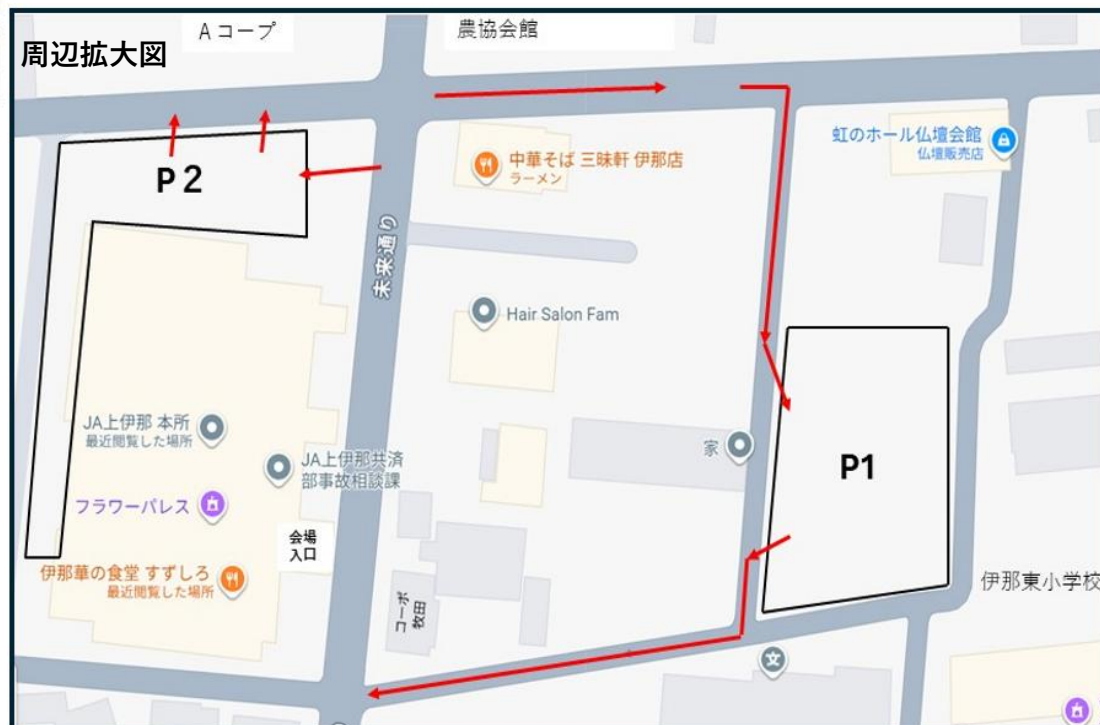 Aコープ
農協会館
周辺拡大図
虹のホール仏壇会館
仏壇販売店
中華そば 三昧軒 伊那店
ラーメン
P 2
未来通り
Hair Salon Fam
JA上伊那 本所
最近閲覧した場所
JA上伊那共済
部事故相談課
家
P1
フラワーパレス
会場
入口
伊那華の食堂 すずしろ
最近閲覧した場所
コーポ
牧田
伊那東小学校
文